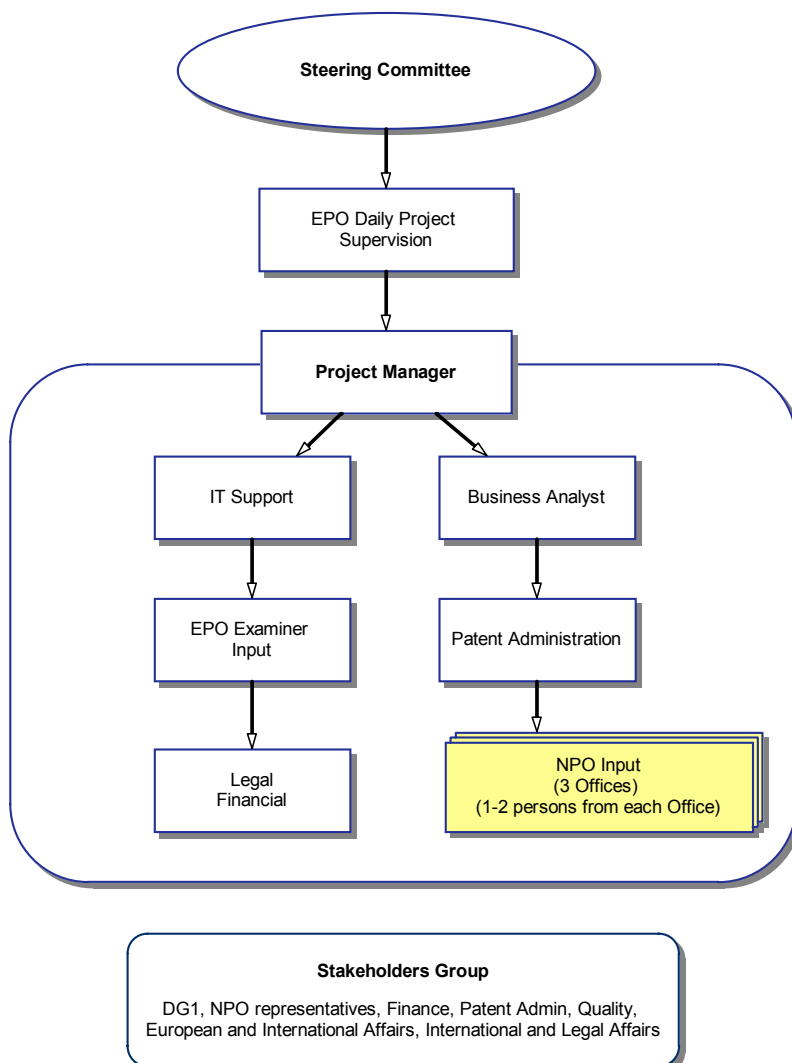 Steering Committee
EPO Daily Project
Supervision
Project Manager
IT Support
Business Analyst
EPO Examiner
Input
Patent Administration
Legal
Financial
NPO Input
(3 Offices)
(1-2 persons from each Office)
Stakeholders Group
DG1, NPO representatives, Finance, Patent Admin, Quality,
European and International Affairs, International and Legal Affairs